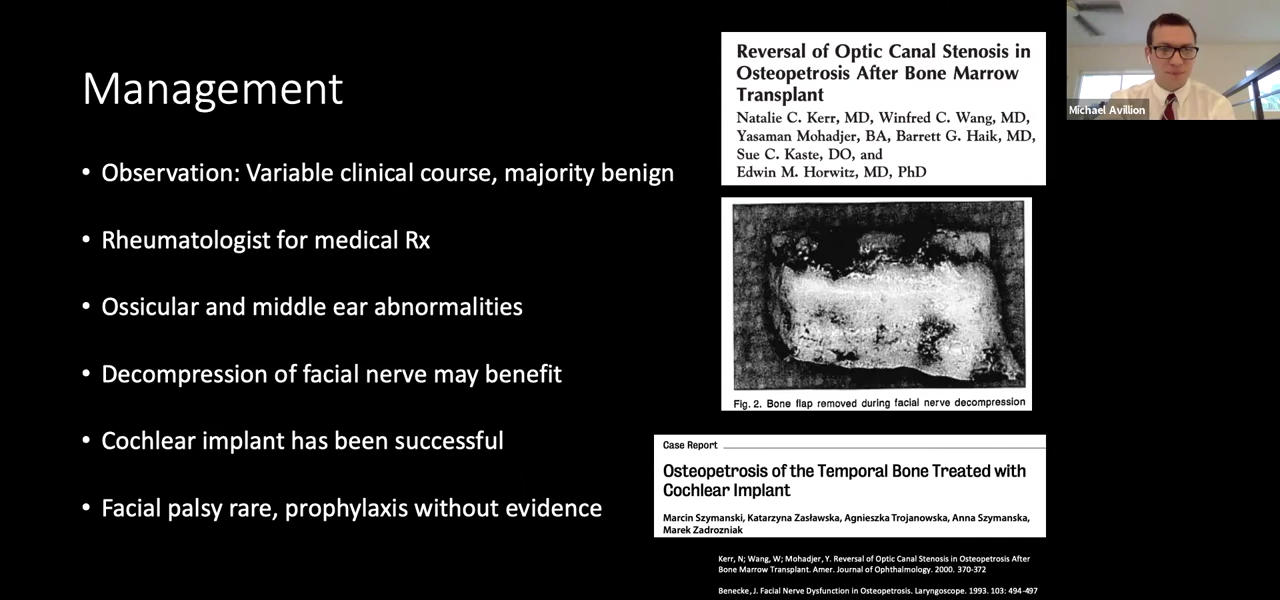 Management
• Observation: Variable clinical course, majority benign
• Rheumatologist for medical Rx
• Ossicular and middle ear abnormalities
• Decompression of facial nerve may benefit
• Cochlear implant has been successful
• Facial palsy rare, prophylaxis without evidence
Reversal of Optic Canal Stenosis in
Osteopetrosis After Bone Marrow
Transplant
Natalie C. Kerr, MD, Winfred C. Wang, MD,
Yasaman Mohadjer, BA, Barrett G. Haik, MD,
Sue C. Kaste, DO, and
Edwin M. Horwitz, MD, PhD
Fig. 2. Bone flap removed during facial nerve decompression
Case Report
Osteopetrosis of the Temporal Bone Treated with
Cochlear Implant
Marcin Szymanski, Katarzyna Zasławska, Agnieszka Trojanowska, Anna Szymanska,
Marek Zadrozniak
Kerr, N; Wang, W; Mohadjer, Y. Reversal of Optic Canal Stenosis in Osteopetrosis After
Bone Marrow Transplant. Amer. Journal of Ophthalmology. 2000. 370-372
Benecke, J. Facial Nerve Dysfunction in Osteopetrosis. Laryngoscope. 1993. 103: 494-497
Michael Avillion